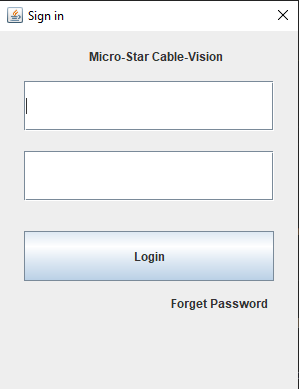 Sign in
Micro-Star Cable-Vision
Login
Forget Password